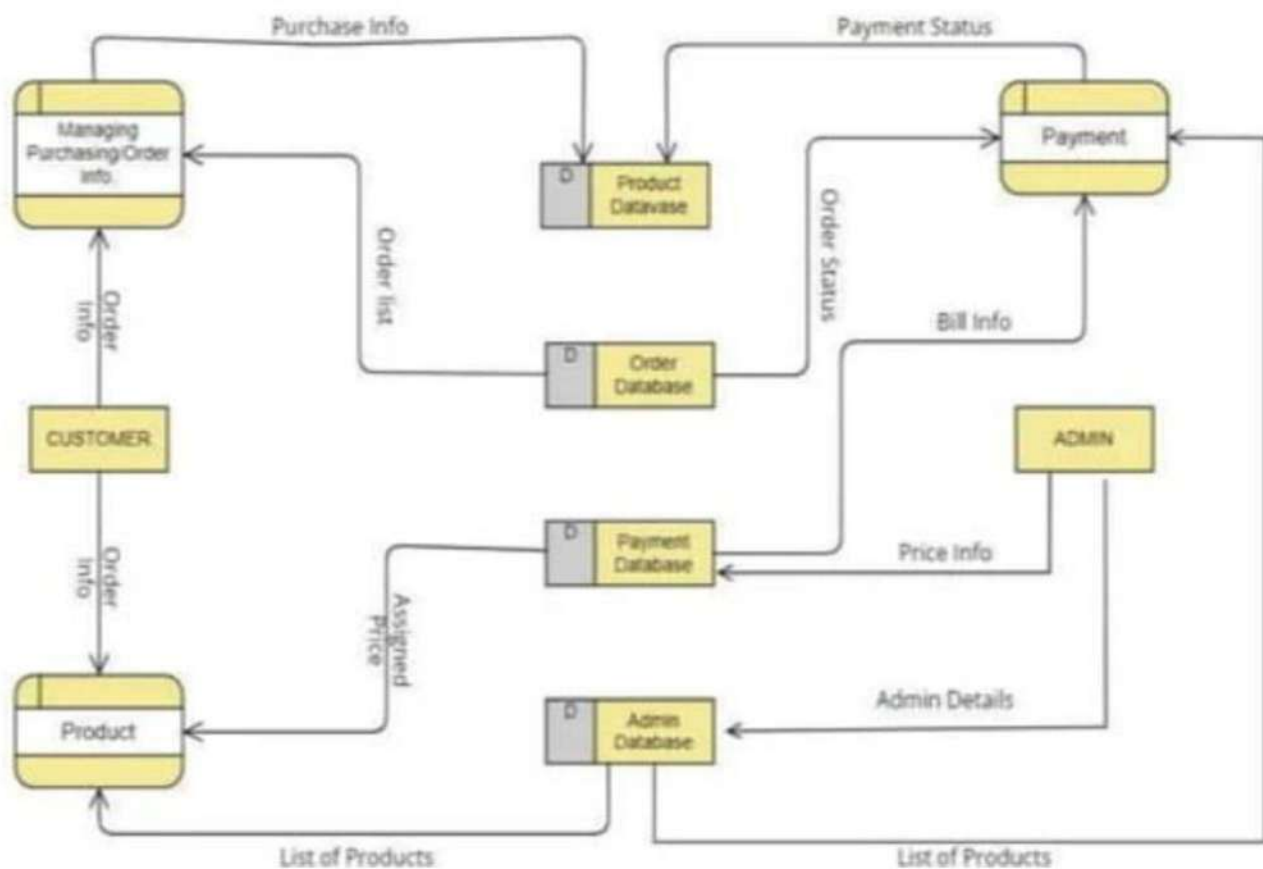 Purchase Info
Payment Status
Managing
Purchasing/Order
Info.
D
Product
Datavase
Payment
Order list
Order Status
Order
Info
D
Order
Database
Bill Info
CUSTOMER
ADMIN
Order
Info
D
Payment
Database
Price Info
Assigned
Price
Product
D
Admin
Database
Admin Details
List of Products
List of Products